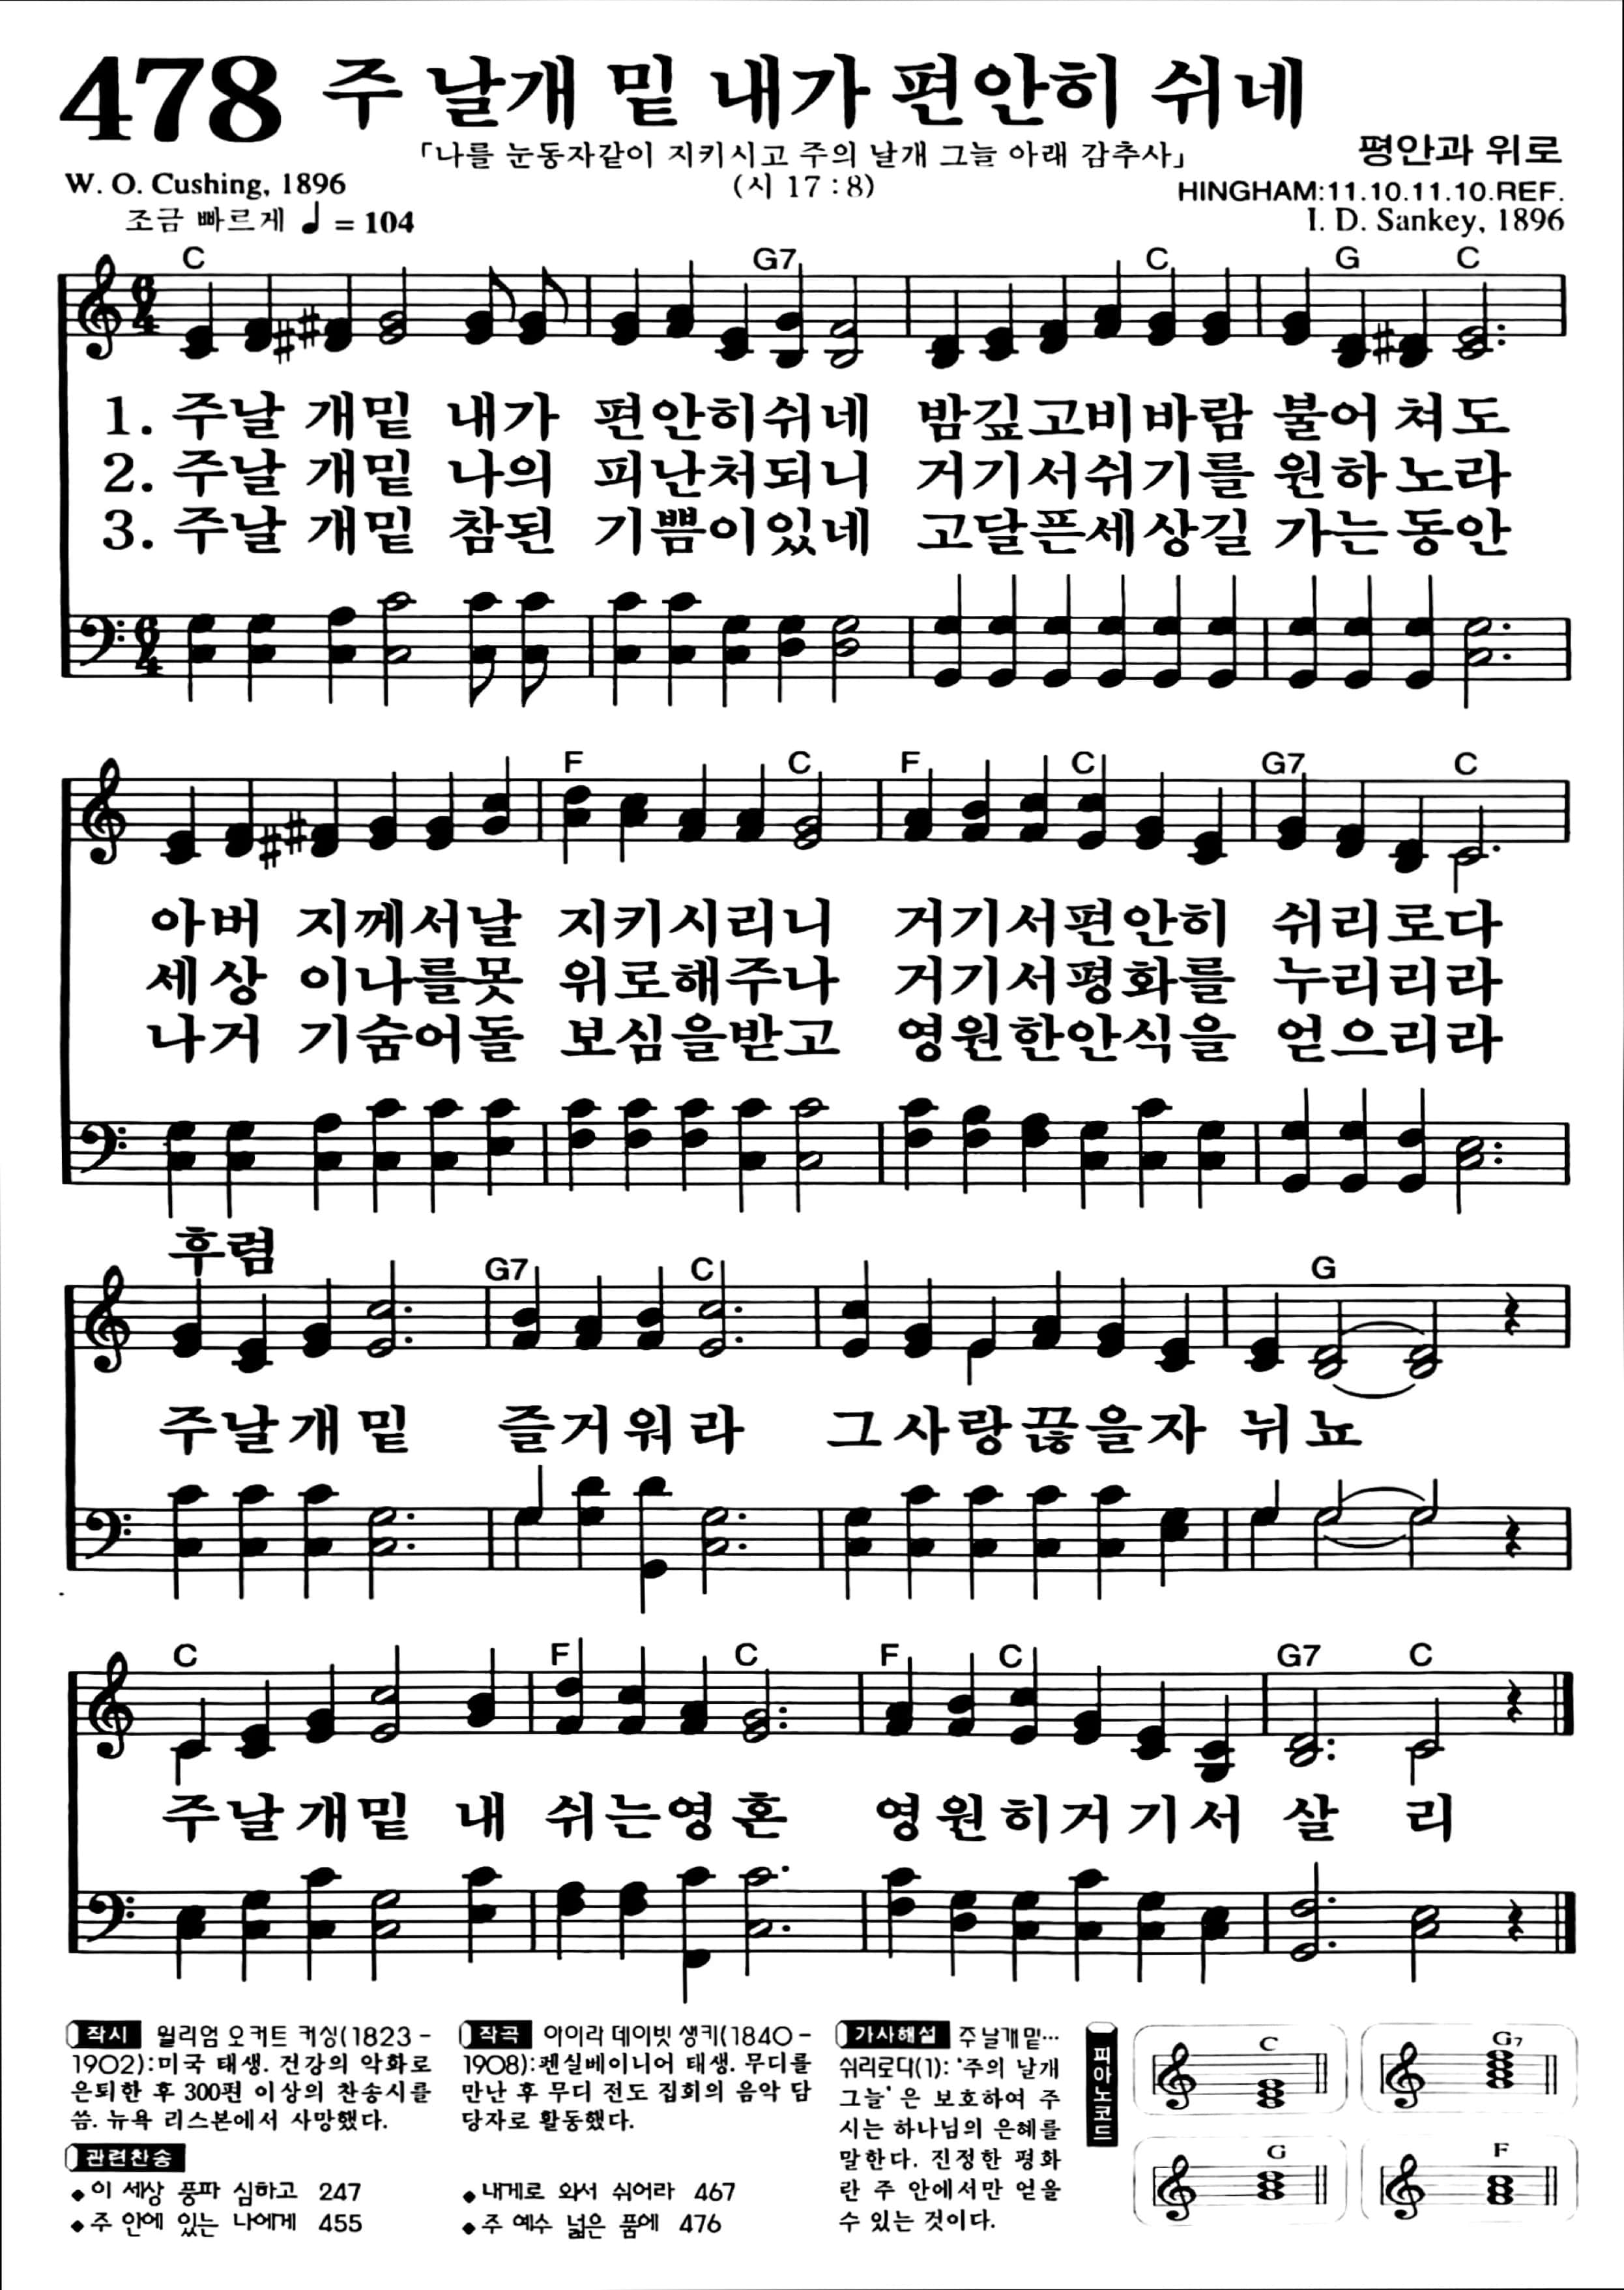 478 주 날개 밑 내가 편안히 쉬네
「나를 눈동자같이 지키시고 주의 날개 그늘 아래 감추사」
(시 17:8)
평안과 위로
W. O. Cushing, 1896
HINGHAM:11.10.11.10.REF.
조금 빠르게 ♩ = 104
I. D. Sankey, 1896
C G7 C G C
6/4
1. 주날 개밑 내가 편안히쉬네 밤깊고비바람 불어 쳐도
2. 주날 개밑 나의 피난처되니 거기서쉬기를 원하 노라
3. 주날 개밑 참된 기쁨이있네 고달픈세상길 가는 동안
6/4
F C F C G7 C
아버 지께서날 지키시리니 거기서편안히 쉬리로다
세상 이나를못 위로해주나 거기서평화를 누리리라
나거 기숨어돌 보심을받고 영원한안식을 얻으리라
후렴
G7 C G
주날개밑 즐거워라 그사랑끊을자 뉘뇨
C F C F C G7 C
주날개밑 내 쉬는영혼 영원히거기서 살 리
작시 윌리엄 오커트 커싱(1823-
1902):미국 태생. 건강의 악화로
은퇴한 후 300편 이상의 찬송시를
씀. 뉴욕 리스본에서 사망했다.
관련찬송
◆이 세상 풍파 심하고 247
◆주 안에 있는 나에게 455
작곡 아이라 데이빗 생키(1840-
1908):펜실베이니어 태생. 무디를
만난 후 무디 전도 집회의 음악 담
당자로 활동했다.
◆내게로 와서 쉬어라 467
◆주 예수 넓은 품에 476
가사해설 주날개밑…
쉬리로다(1): '주의 날개
그늘' 은 보호하여 주
시는 하나님의 은혜를
말한다. 진정한 평화
란 주 안에서만 얻을
수 있는 것이다.
피아노코드
C G7
G F